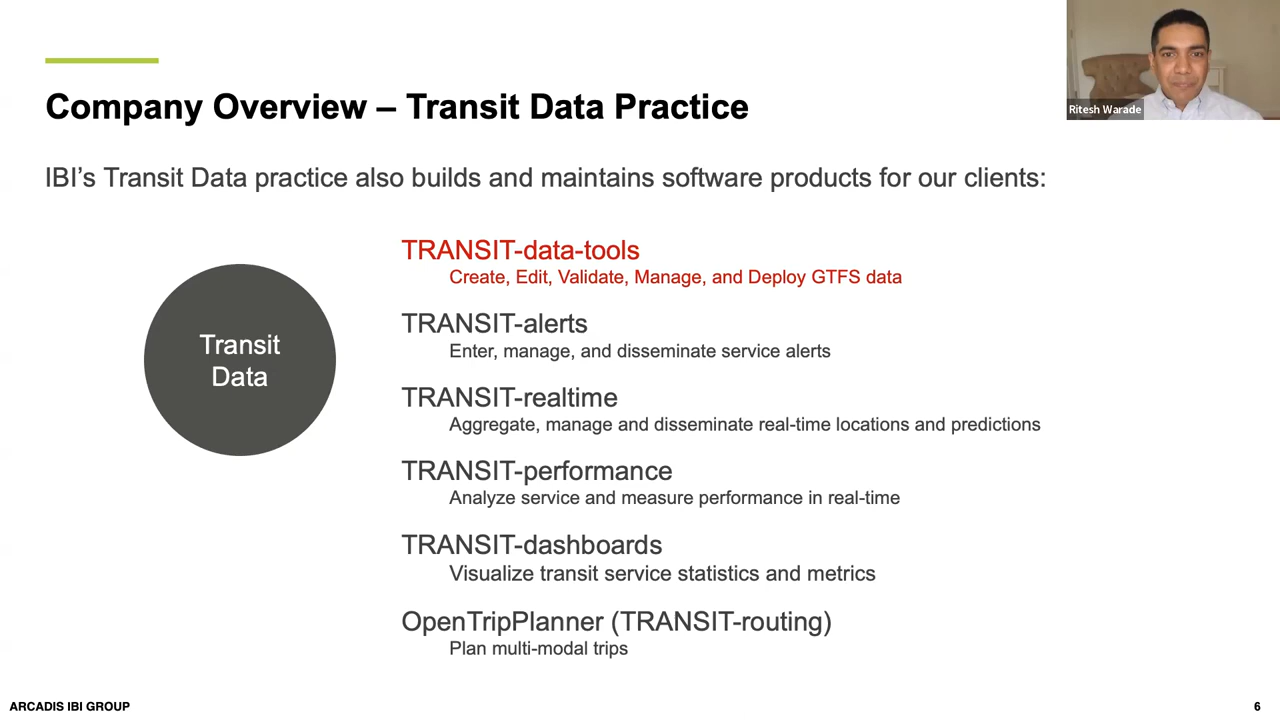 Company Overview – Transit Data Practice
Ritesh Warade
IBI’s Transit Data practice also builds and maintains software products for our clients:
Transit
Data
TRANSIT-data-tools
Create, Edit, Validate, Manage, and Deploy GTFS data
TRANSIT-alerts
Enter, manage, and disseminate service alerts
TRANSIT-realtime
Aggregate, manage and disseminate real-time locations and predictions
TRANSIT-performance
Analyze service and measure performance in real-time
TRANSIT-dashboards
Visualize transit service statistics and metrics
OpenTripPlanner (TRANSIT-routing)
Plan multi-modal trips
ARCADIS IBI GROUP
6